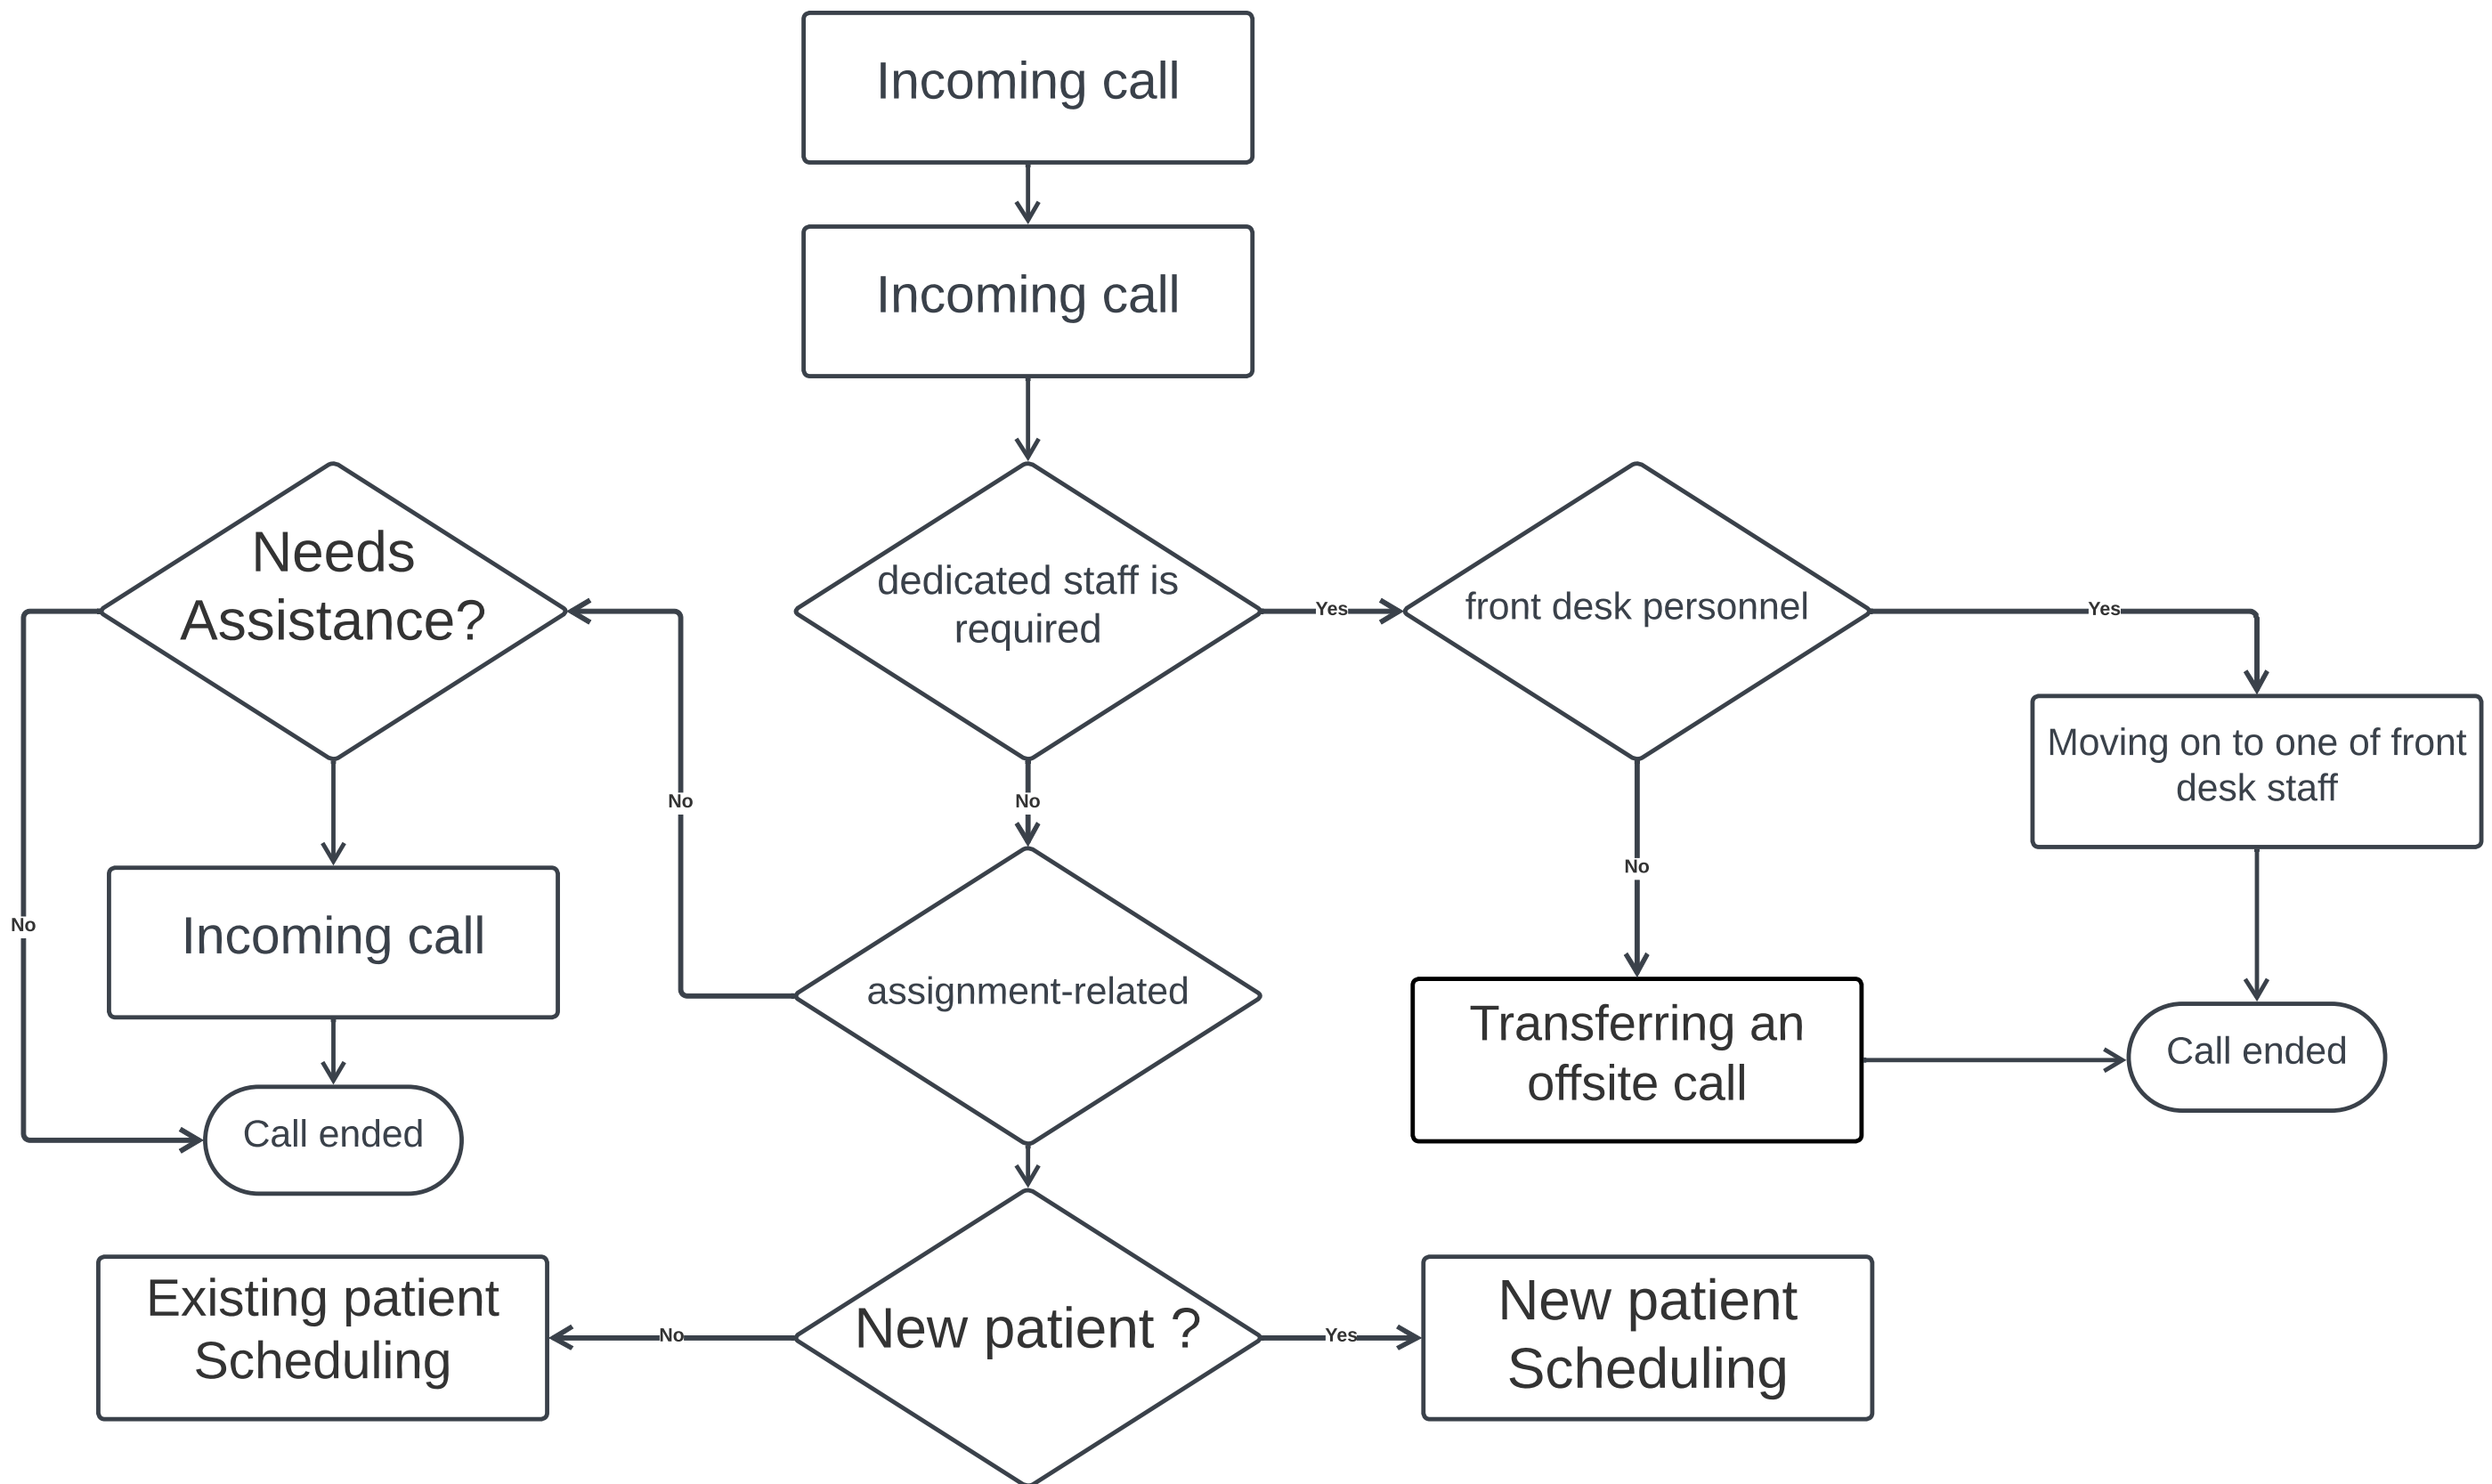 Incoming call
Incoming call
Needs
Assistance?
dedicated staff is
required
Yes
front desk personnel
Yes
Moving on to one of front
desk staff
No
No
No
No
Incoming call
assignment-related
Transferring an
offsite call
Call ended
Call ended
Existing patient
Scheduling
No
New patient ?
Yes
New patient
Scheduling